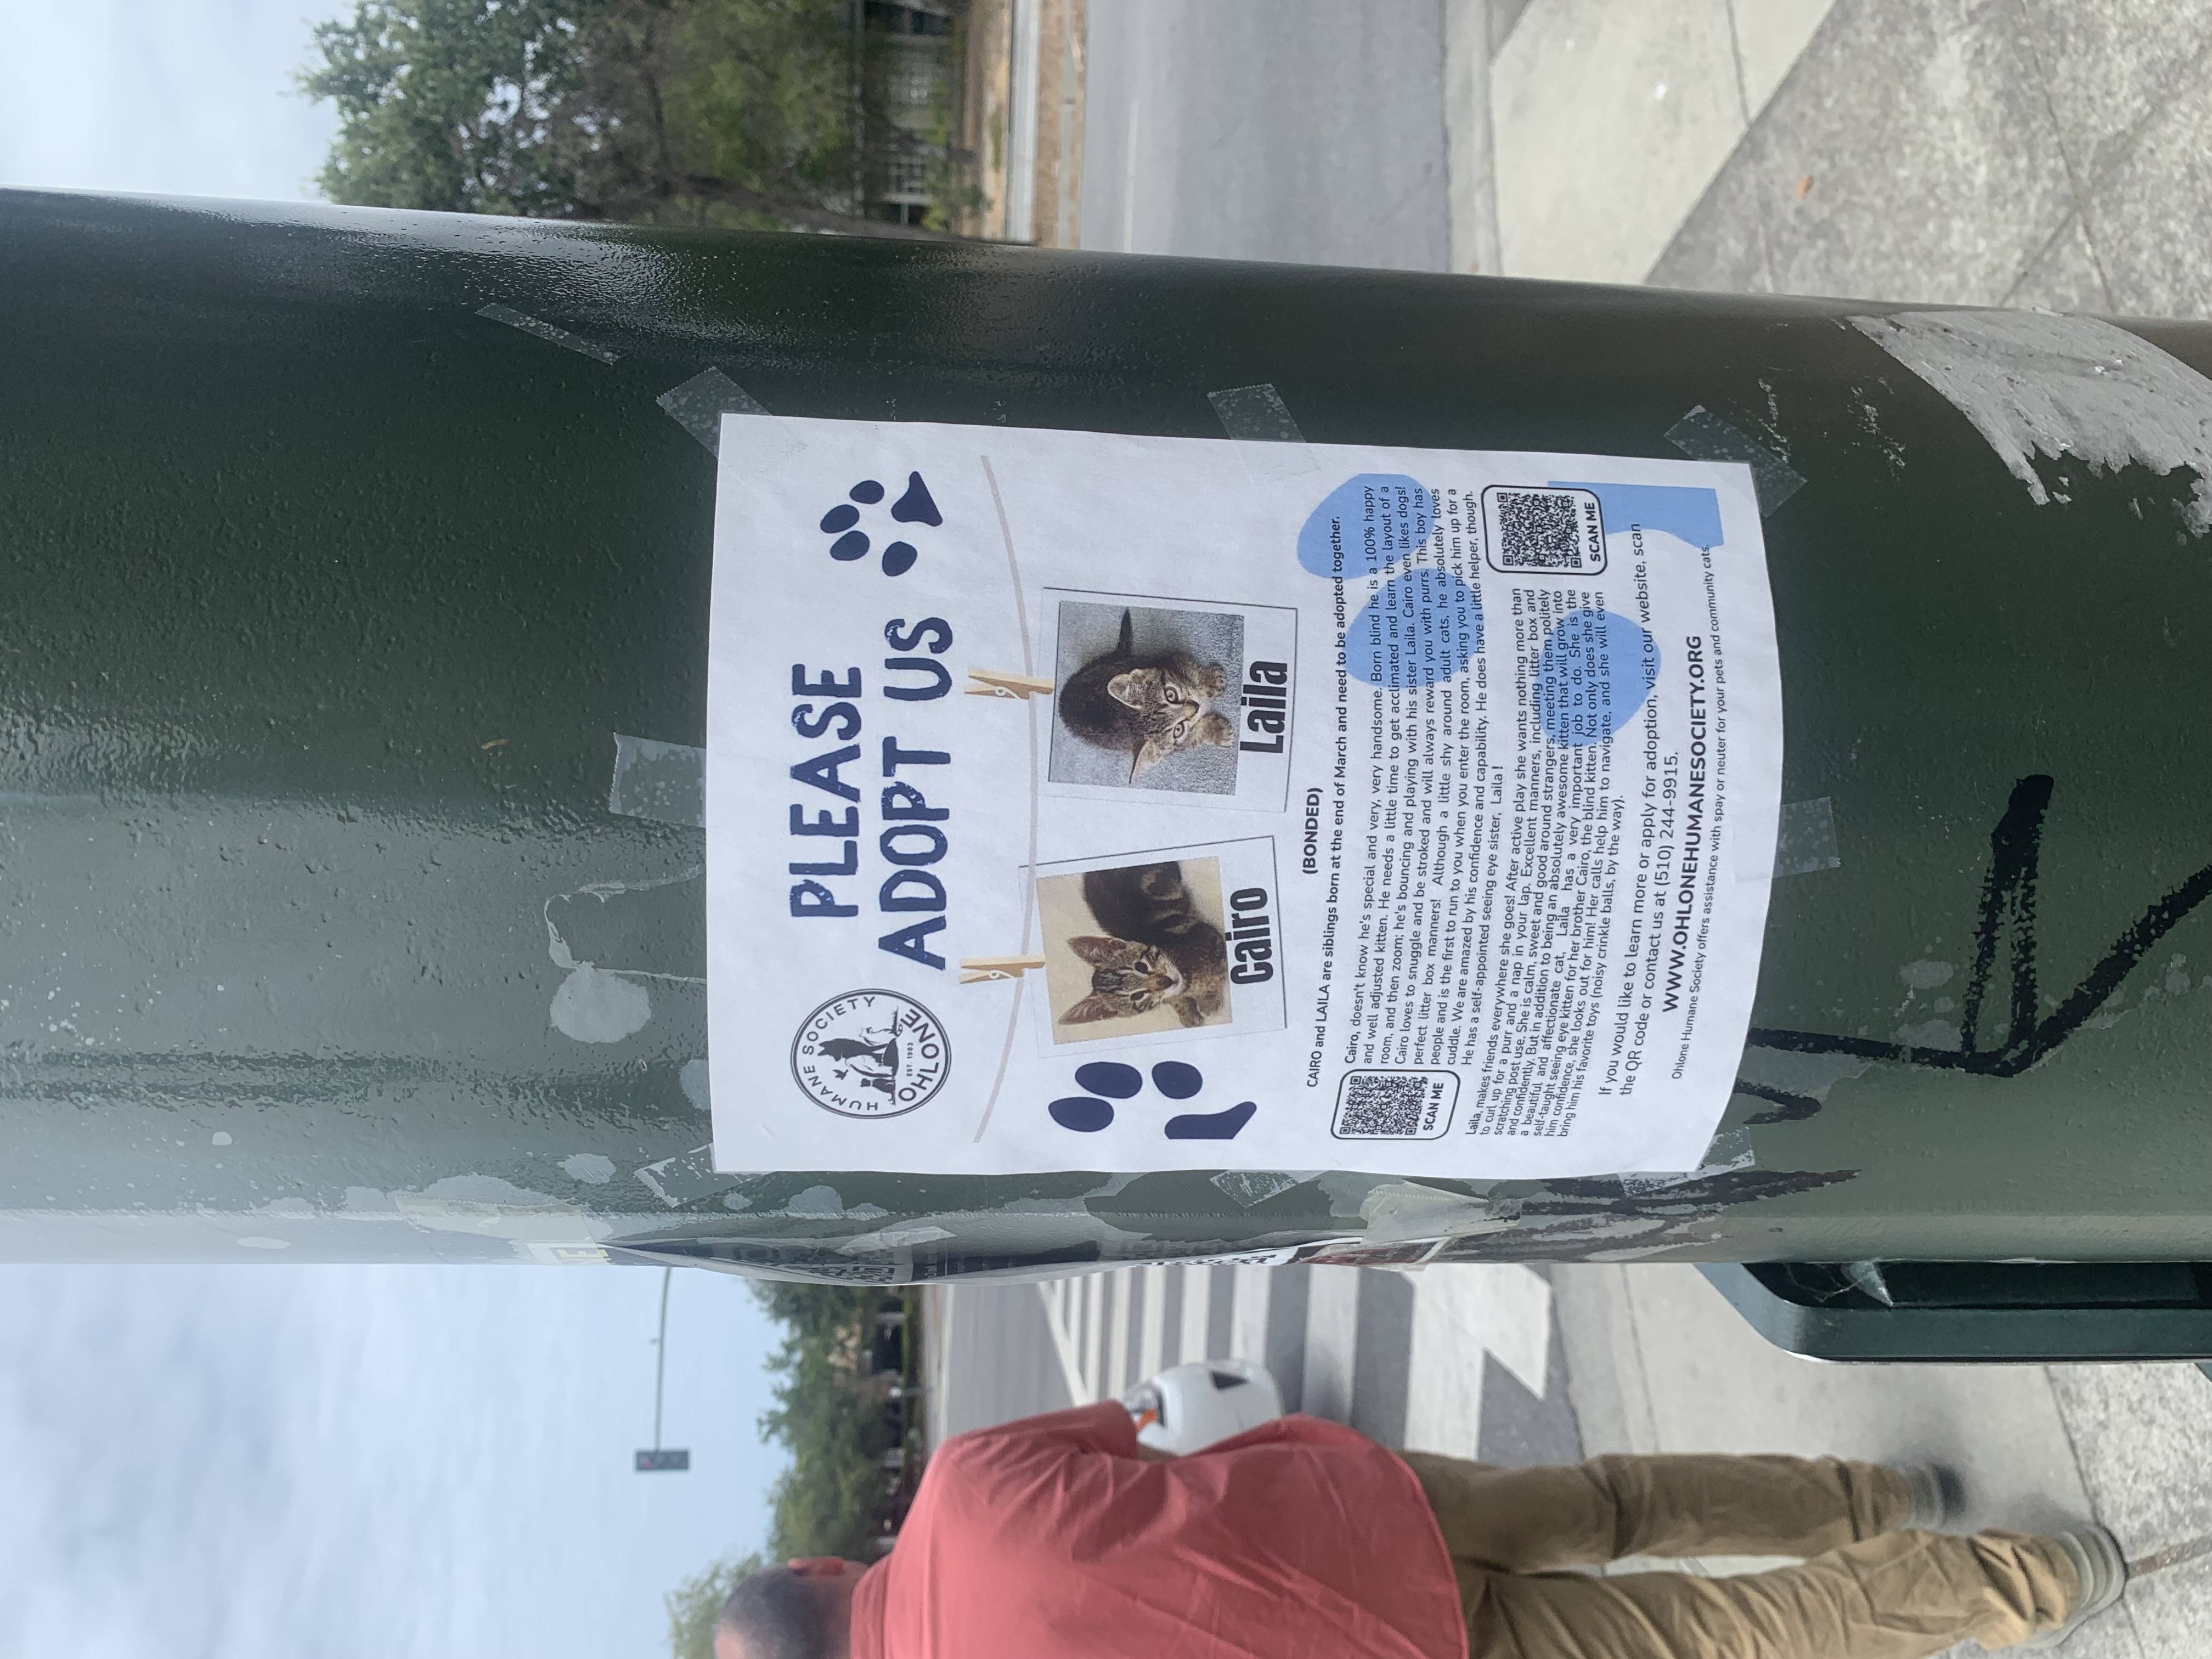 HUMANE SOCIETY
EST. 1983
OHLONE
PLEASE
ADOPT US
Cairo
Laila
(BONDED)
CAIRO and LAILA are siblings born at the end of March and need to be adopted together.
SCAN ME
Cairo, doesn't know he's special and very, very handsome. Born blind he is a 100% happy
and well adjusted kitten. He needs a little time to get acclimated and learn the layout of a
room, and then zoom; he's bouncing and playing with his sister Laila. Cairo even likes dogs!
Cairo loves to snuggle and be stroked and will always reward you with purrs. This boy has
perfect litter box manners! Although a little shy around adult cats, he absolutely loves
people and is the first to run to you when you enter the room, asking you to pick him up for a
cuddle. We are amazed by his confidence and capability. He does have a little helper, though.
He has a self-appointed seeing eye sister, Laila !
Laila, makes friends everywhere she goes! After active play she wants nothing more than
to curl up for a purr and a nap in your lap. Excellent manners, including litter box and
scratching post use. She is calm, sweet and good around strangers, meeting them politely
and confidently. But in addition to being an absolutely awesome kitten that will grow into
a beautiful and affectionate cat, Laila has a very important job to do. She is the
self-taught seeing eye kitten for her brother Cairo, the blind kitten. Not only does she give
him confidence, she looks out for him! Her calls help him to navigate, and she will even
bring him his favorite toys (noisy crinkle balls, by the way).
SCAN ME
If you would like to learn more or apply for adoption, visit our website, scan
the QR code or contact us at (510) 244-9915.
WWW.OHLONEHUMANESOCIETY.ORG
Ohlone Humane Society offers assistance with spay or neuter for your pets and community cats.